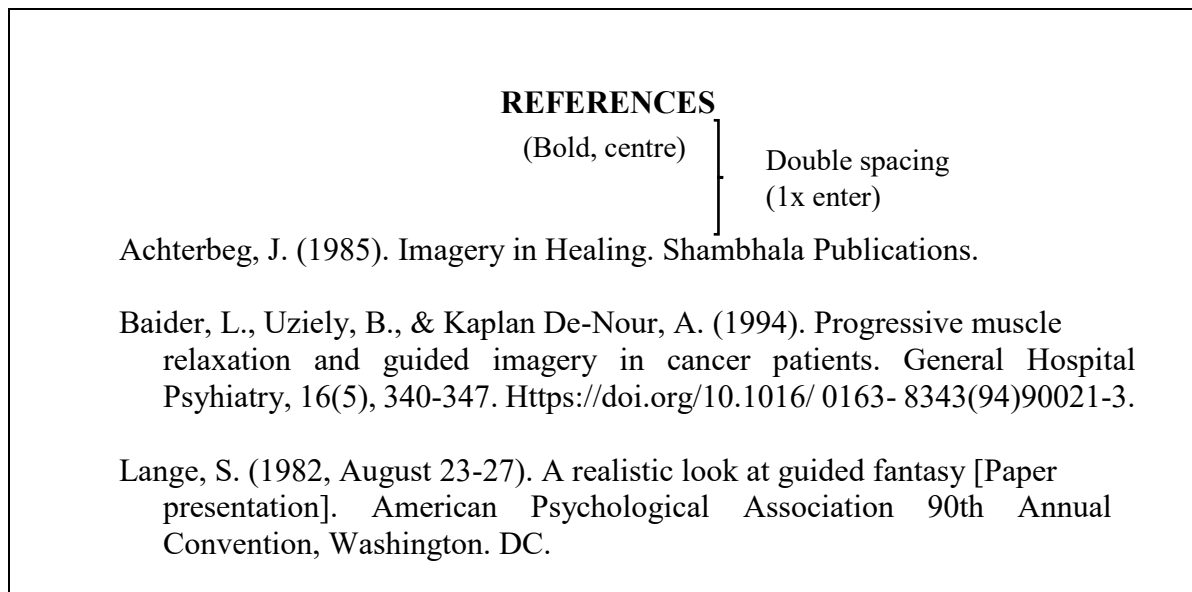 REFERENCES
(Bold, centre)
Double spacing
(1x enter)
Achterbeg, J. (1985). Imagery in Healing. Shambhala Publications.
Baider, L., Uziely, B., & Kaplan De-Nour, A. (1994). Progressive muscle
relaxation and guided imagery in cancer patients. General Hospital
Psyhiatry, 16(5), 340-347. Https://doi.org/10.1016/ 0163- 8343(94)90021-3.
Lange, S. (1982, August 23-27). A realistic look at guided fantasy [Paper
presentation]. American Psychological Association 90th Annual
Convention, Washington. DC.